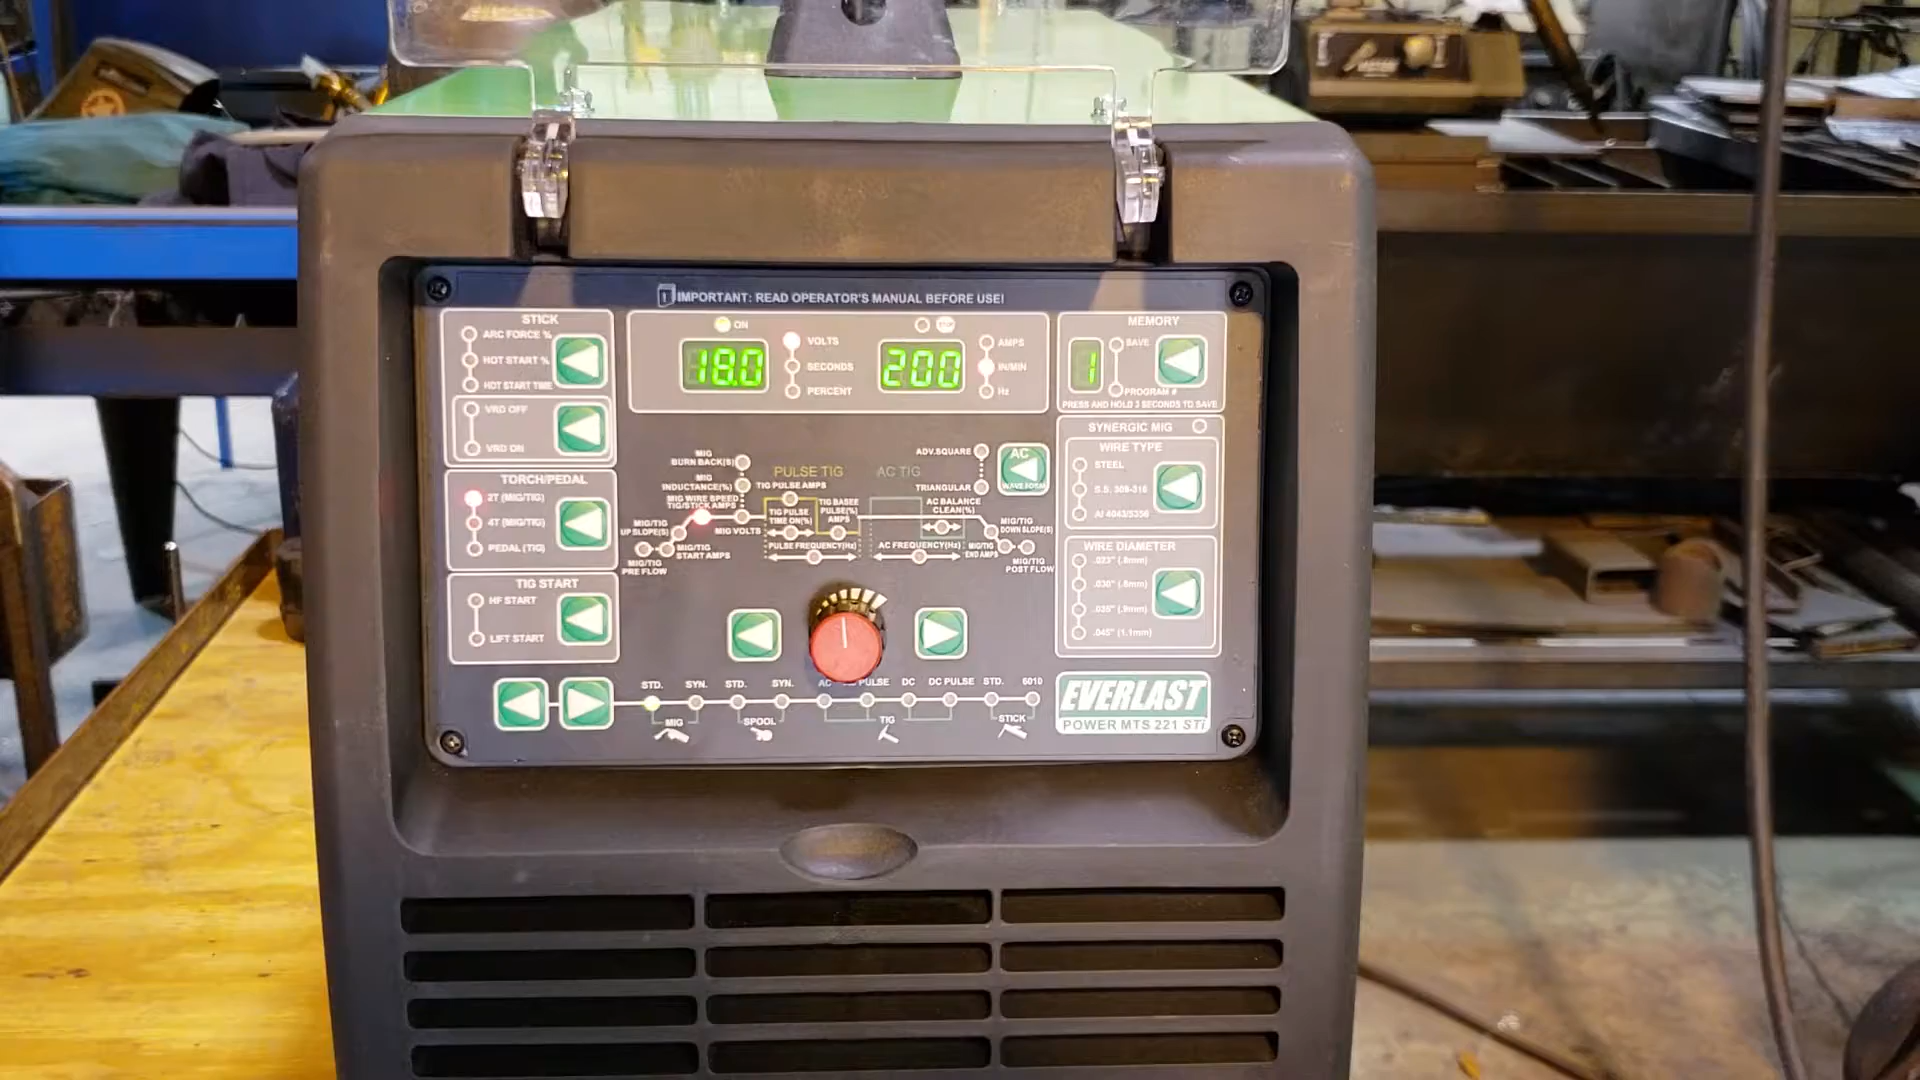 IMPORTANT: READ OPERATOR'S MANUAL BEFORE USE!
STICK
ARC FORCE %
HOT START %
HOT START TIME
VRD OFF
VRD ON
TORCH/PEDAL
2T (MIG/TIG)
4T (MIG/TIG)
PEDAL (TIG)
TIG START
HF START
LIFT START
ON
18.0
VOLTS
SECONDS
PERCENT
STOP
200
AMPS
IN/MIN
Hz
MEMORY
1
SAVE
PROGRAM #
PRESS AND HOLD 3 SECONDS TO SAVE
SYNERGIC MIG
WIRE TYPE
STEEL
S.S. 308-316
Al 4043/5356
WIRE DIAMETER
.023" (.6mm)
.030" (.8mm)
.035" (.9mm)
.045" (1.1mm)
MIG
BURN BACK(S)
MIG
INDUCTANCE(%)
MIG WIRE SPEED
TIG/STICK AMPS
MIG/TIG
UP SLOPE(S)
MIG/TIG
START AMPS
MIG/TIG
PRE FLOW
MIG VOLTS
PULSE TIG
TIG PULSE AMPS
TIG PULSE
TIME ON(%)
TIG BASEE
PULSE(%)
AMPS
PULSE FREQUENCY(Hz)
AC TIG
ADV.SQUARE
TRIANGULAR
AC
WAVE FORM
AC BALANCE
CLEAN(%)
AC FREQUENCY(Hz)
MIG/TIG
DOWN SLOPE(S)
MIG/TIG
END AMPS
MIG/TIG
POST FLOW
STD. SYN. STD. SYN. AC PULSE DC DC PULSE STD. 6010
MIG SPOOL TIG STICK
EVERLAST
POWER MTS 221 STi